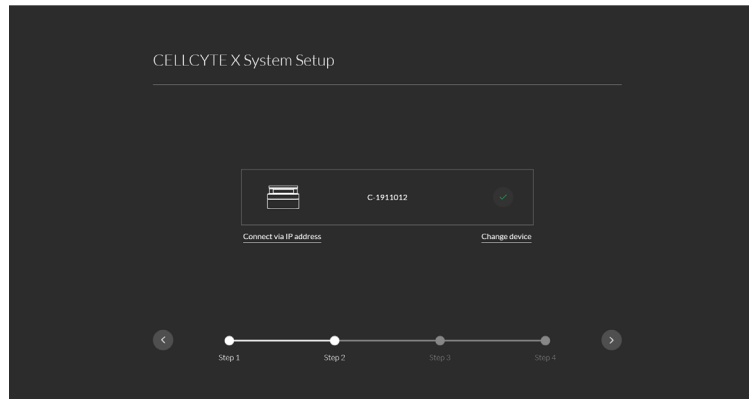 CELLCYTE X System Setup
C-1911012
Connect via IP address
Change device
Step 1
Step 2
Step 3
Step 4